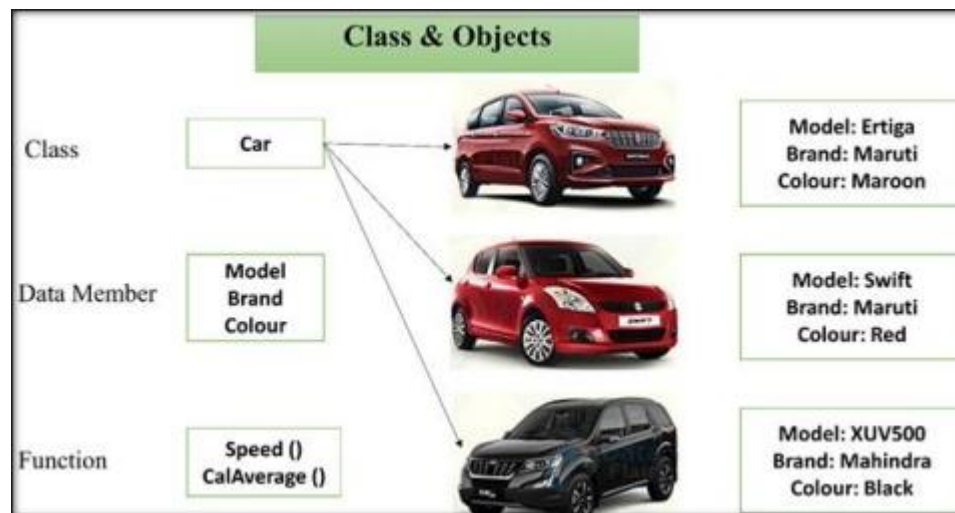 Class & Objects
Class
Car
Model: Ertiga
Brand: Maruti
Colour: Maroon
Data Member
Model
Brand
Colour
SWIFT
Model: Swift
Brand: Maruti
Colour: Red
Function
Speed ()
CalAverage ()
Model: XUV500
Brand: Mahindra
Colour: Black